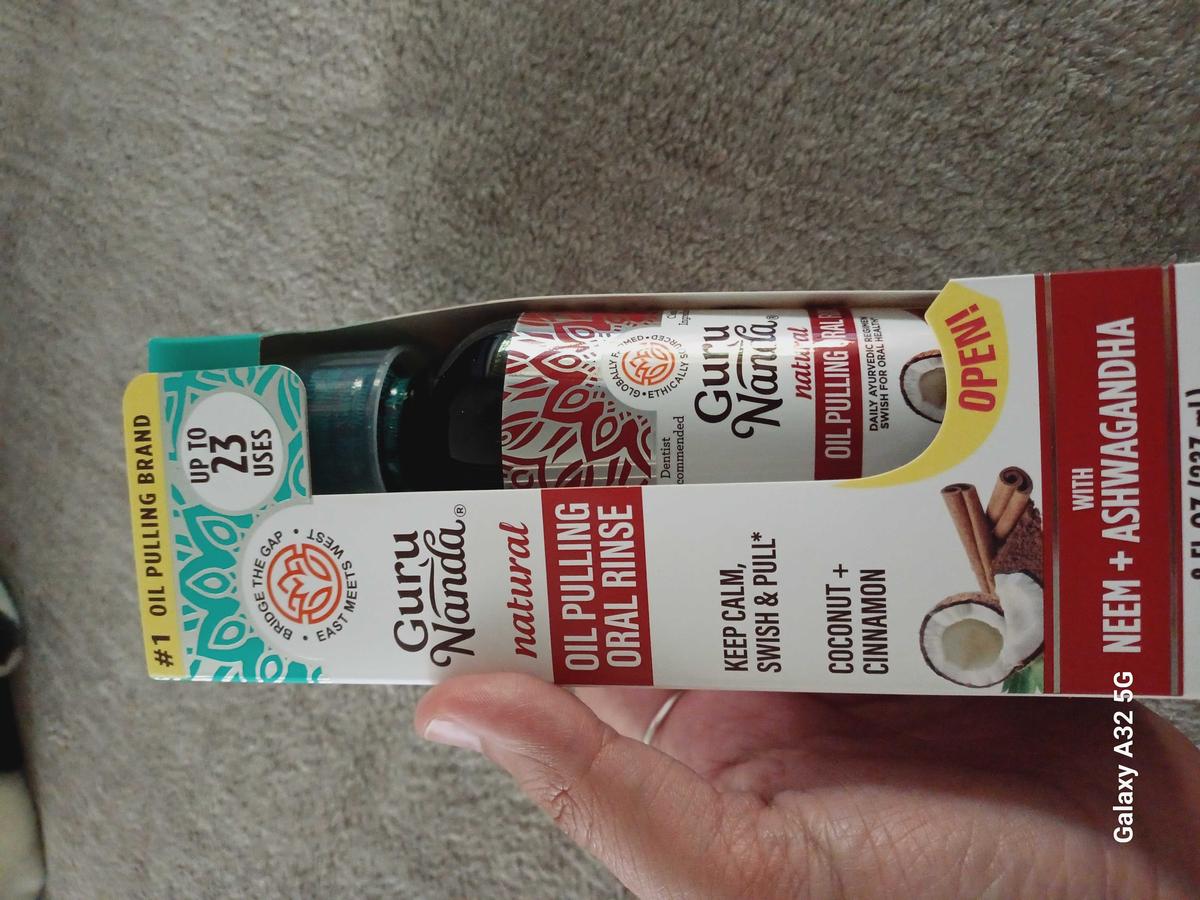 #1 OIL PULLING BRAND
UP TO
23
USES
BRIDGE THE GAP • EAST MEETS WEST •
Guru
Nanda®
natural
OIL PULLING
ORAL RINSE
KEEP CALM,
SWISH & PULL*
COCONUT +
CINNAMON
WITH
NEEM + ASHWAGANDHA
OPEN!
ETHICALLY
Dentist
Guru
Nanda®
natural
OIL PULLING
DAILY AYURVEDIC REGIMEN
SWISH FOR ORAL HEALTH*
Galaxy A32 5G